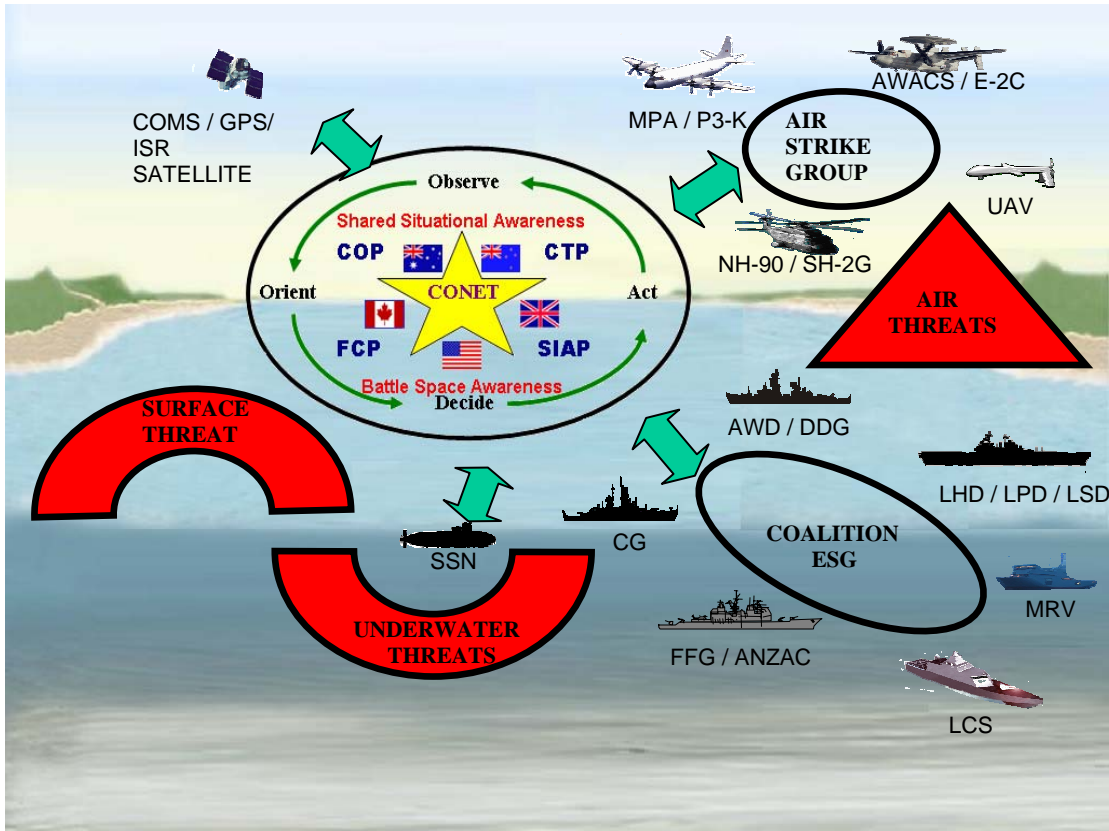 COMS / GPS/
ISR
SATELLITE
MPA / P3-K
AWACS / E-2C
AIR
STRIKE
GROUP
UAV
NH-90 / SH-2G
Observe
Shared Situational Awareness
COP
CTP
Orient
CONET
Act
FCP
SIAP
Battle Space Awareness
Decide
AIR
THREATS
SURFACE
THREAT
AWD / DDG
LHD / LPD / LSD
SSN
CG
COALITION
ESG
MRV
UNDERWATER
THREATS
FFG / ANZAC
LCS